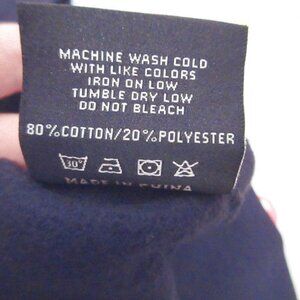 MACHINE WASH COLD
WITH LIKE COLORS
IRON ON LOW
TUMBLE DRY LOW
DO NOT BLEACH
80%COTTON/20%POLYESTER
30°
MADE IN CHINA